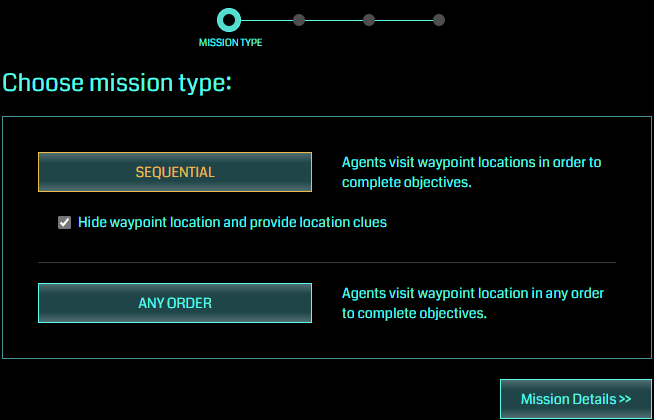 MISSION TYPE
Choose mission type:
SEQUENTIAL
Agents visit waypoint locations in order to
complete objectives.
Hide waypoint location and provide location clues
ANY ORDER
Agents visit waypoint location in any order
to complete objectives.
Mission Details >>